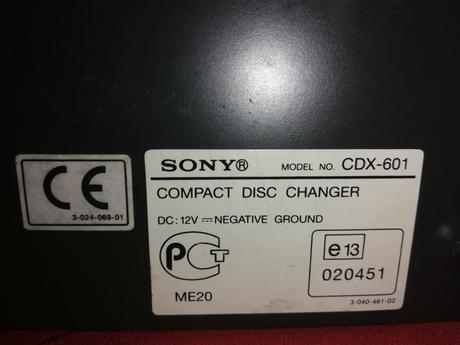 SONY® MODEL NO. CDX-601
COMPACT DISC CHANGER
DC: 12V ⎓ NEGATIVE GROUND
CE
3-024-069-01
РСТ
ME20
e13
020451
3-040-461-02